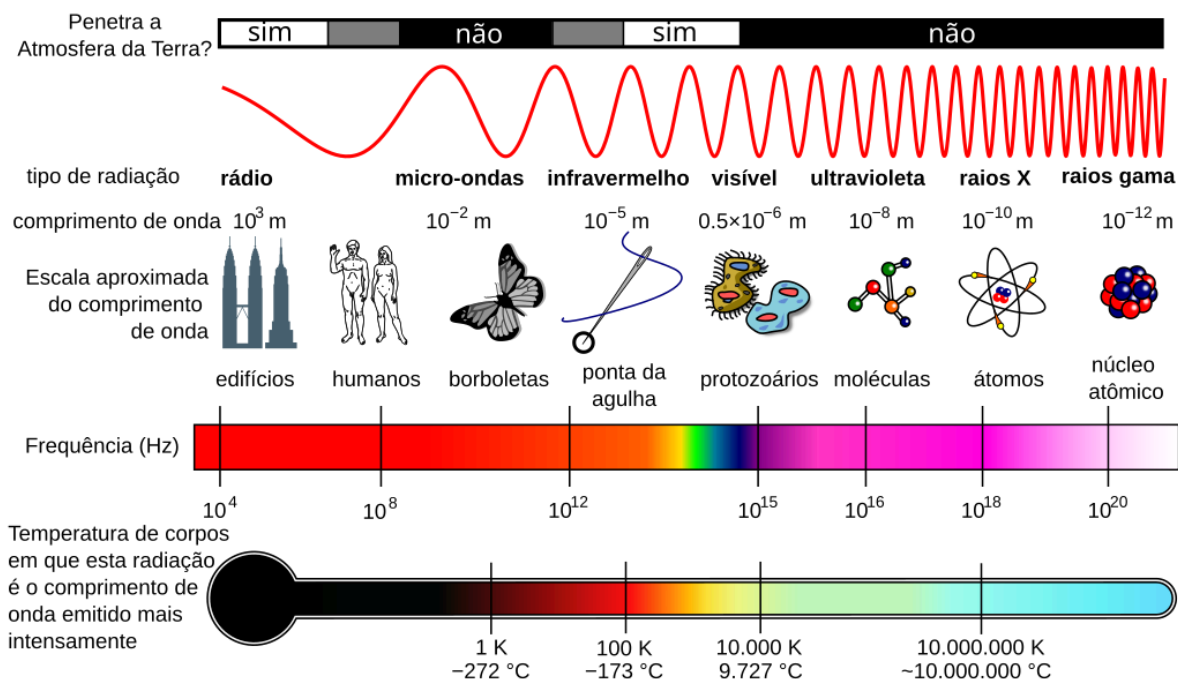 Penetra a
Atmosfera da Terra?
sim não sim não
tipo de radiação rádio micro-ondas infravermelho visível ultravioleta raios X raios gama
comprimento de onda 10³ m 10⁻² m 10⁻⁵ m 0.5×10⁻⁶ m 10⁻⁸ m 10⁻¹⁰ m 10⁻¹² m
Escala aproximada
do comprimento
de onda
edifícios humanos borboletas ponta da
agulha protozoários moléculas átomos núcleo
atômico
Frequência (Hz)
10⁴ 10⁸ 10¹² 10¹⁵ 10¹⁶ 10¹⁸ 10²⁰
Temperatura de corpos
em que esta radiação
é o comprimento de
onda emitido mais
intensamente
1 K 100 K 10.000 K 10.000.000 K
−272 °C −173 °C 9.727 °C ~10.000.000 °C